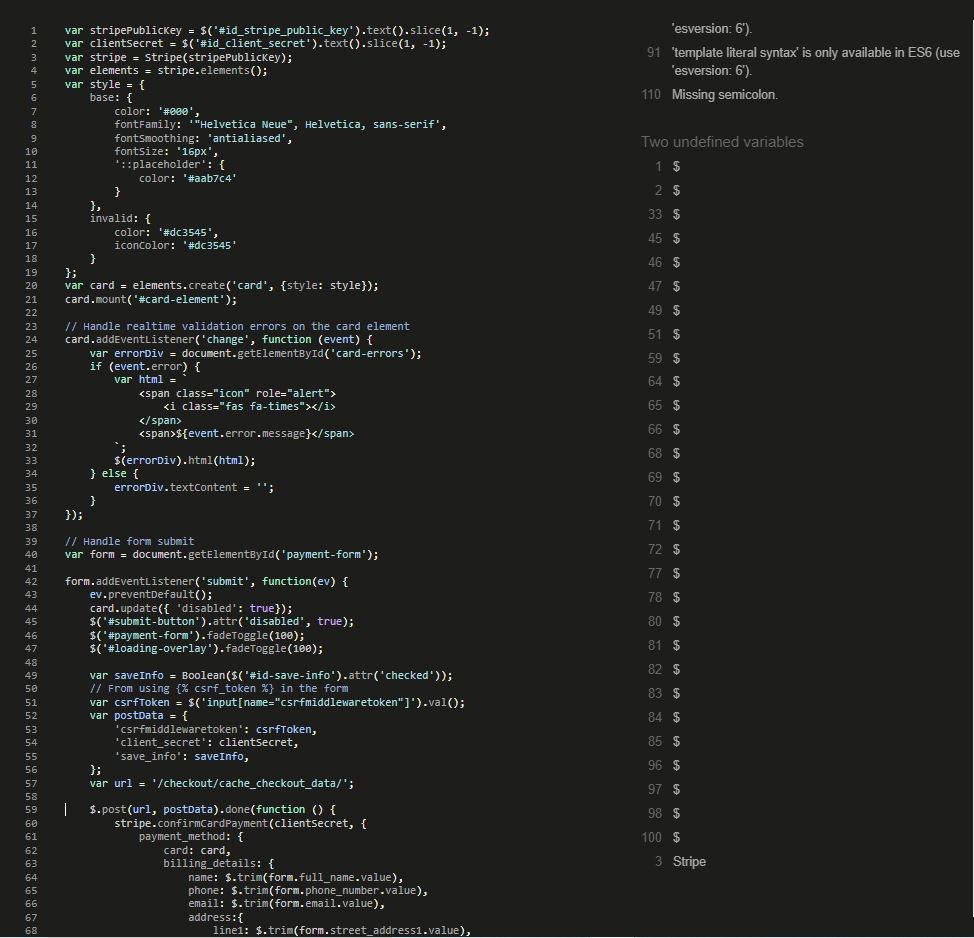 1 var stripePublicKey = $('#id_stripe_public_key').text().slice(1, -1);
2 var clientSecret = $('#id_client_secret').text().slice(1, -1);
3 var stripe = Stripe(stripePublicKey);
4 var elements = stripe.elements();
5 var style = {
6 base: {
7 color: '#000',
8 fontFamily: '"Helvetica Neue", Helvetica, sans-serif',
9 fontSmoothing: 'antialiased',
10 fontSize: '16px',
11 '::placeholder': {
12 color: '#aab7c4'
13 }
14 },
15 invalid: {
16 color: '#dc3545',
17 iconColor: '#dc3545'
18 }
19 };
20 var card = elements.create('card', {style: style});
21 card.mount('#card-element');
22
23 // Handle realtime validation errors on the card element
24 card.addEventListener('change', function (event) {
25 var errorDiv = document.getElementById('card-errors');
26 if (event.error) {
27 var html = `
28 <span class="icon" role="alert">
29 <i class="fas fa-times"></i>
30 </span>
31 <span>${event.error.message}</span>
32 `;
33 $(errorDiv).html(html);
34 } else {
35 errorDiv.textContent = '';
36 }
37 });
38
39 // Handle form submit
40 var form = document.getElementById('payment-form');
41
42 form.addEventListener('submit', function(ev) {
43 ev.preventDefault();
44 card.update({ 'disabled': true});
45 $('#submit-button').attr('disabled', true);
46 $('#payment-form').fadeToggle(100);
47 $('#loading-overlay').fadeToggle(100);
48
49 var saveInfo = Boolean($('#id-save-info').attr('checked'));
50 // From using {% csrf_token %} in the form
51 var csrfToken = $('input[name="csrfmiddlewaretoken"]').val();
52 var postData = {
53 'csrfmiddlewaretoken': csrfToken,
54 'client_secret': clientSecret,
55 'save_info': saveInfo,
56 };
57 var url = '/checkout/cache_checkout_data/';
58
59 $.post(url, postData).done(function () {
60 stripe.confirmCardPayment(clientSecret, {
61 payment_method: {
62 card: card,
63 billing_details: {
64 name: $.trim(form.full_name.value),
65 phone: $.trim(form.phone_number.value),
66 email: $.trim(form.email.value),
67 address:{
68 line1: $.trim(form.street_address1.value),
'esversion: 6').
91 'template literal syntax' is only available in ES6 (use
'esversion: 6').
110 Missing semicolon.
Two undefined variables
1 $
2 $
33 $
45 $
46 $
47 $
49 $
51 $
59 $
64 $
65 $
66 $
68 $
69 $
70 $
71 $
72 $
77 $
78 $
80 $
81 $
82 $
83 $
84 $
85 $
96 $
97 $
98 $
100 $
3 Stripe